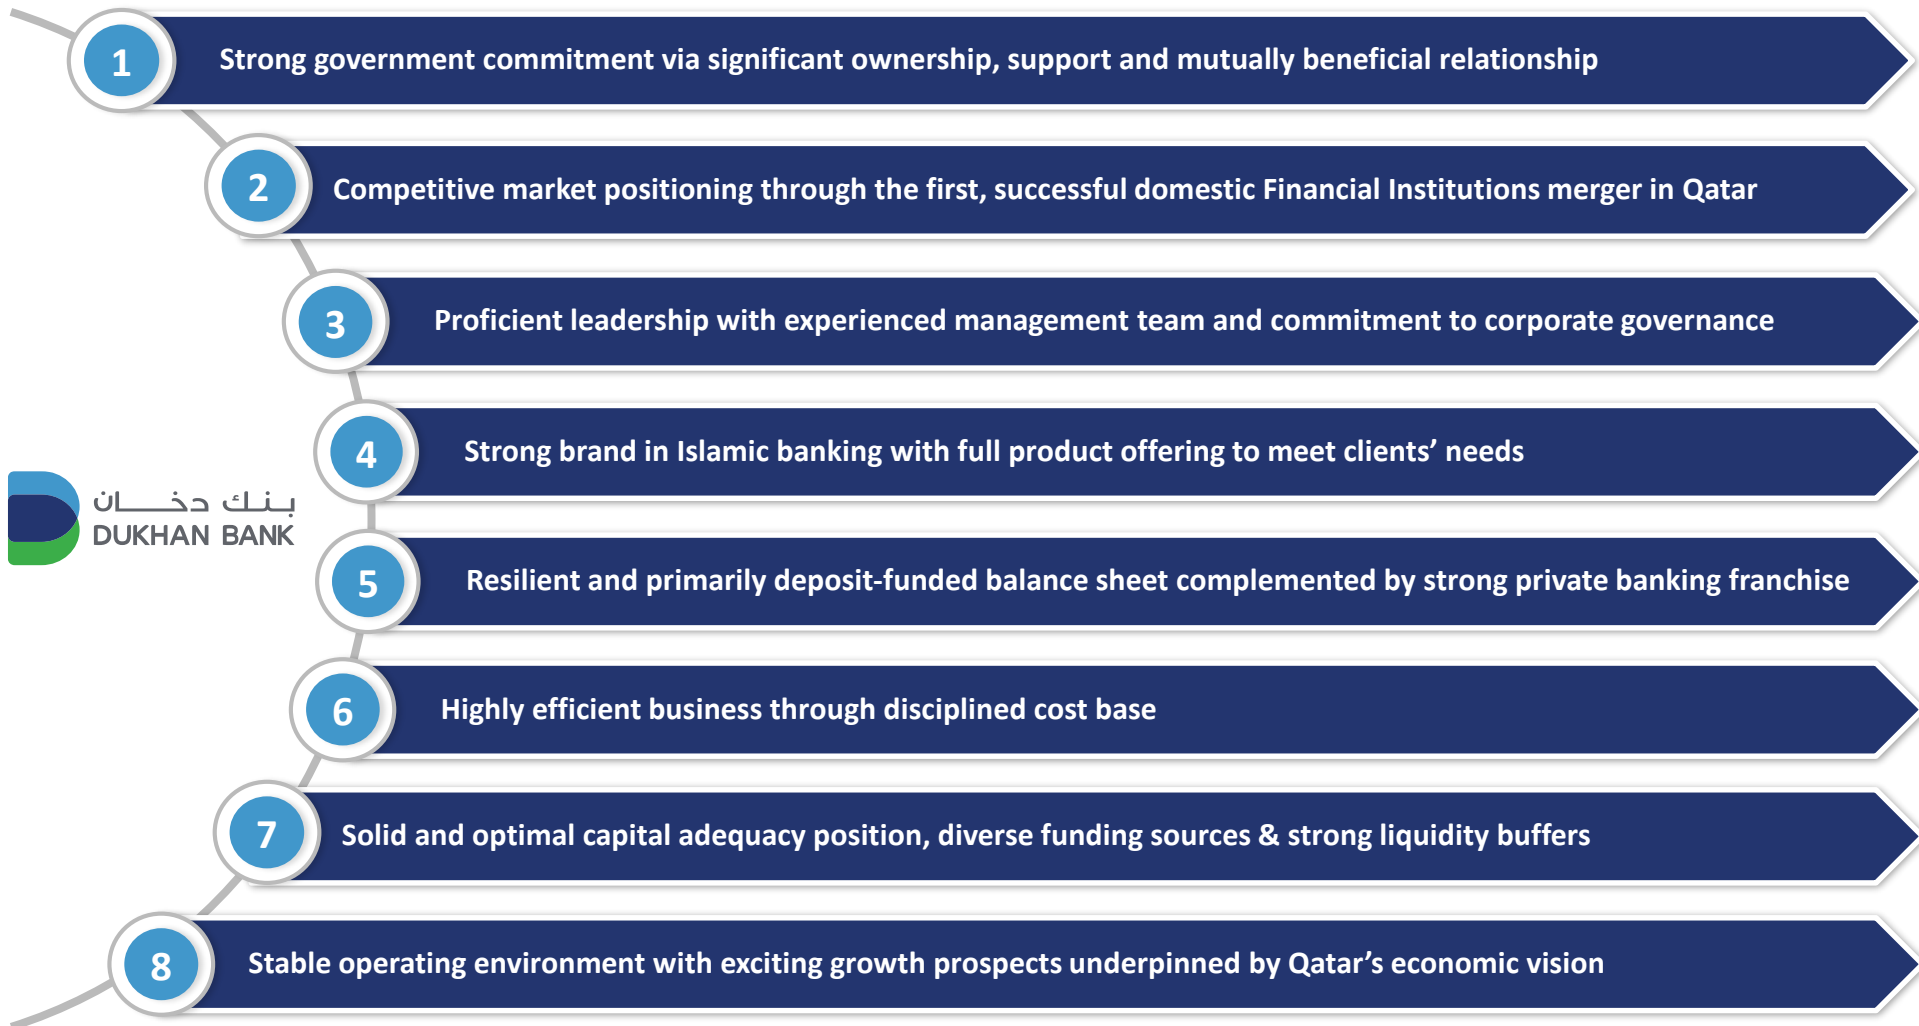 1
Strong government commitment via significant ownership, support and mutually beneficial relationship
2
Competitive market positioning through the first, successful domestic Financial Institutions merger in Qatar
3
Proficient leadership with experienced management team and commitment to corporate governance
4
Strong brand in Islamic banking with full product offering to meet clients’ needs
بنك دخان
DUKHAN BANK
5
Resilient and primarily deposit-funded balance sheet complemented by strong private banking franchise
6
Highly efficient business through disciplined cost base
7
Solid and optimal capital adequacy position, diverse funding sources & strong liquidity buffers
8
Stable operating environment with exciting growth prospects underpinned by Qatar’s economic vision